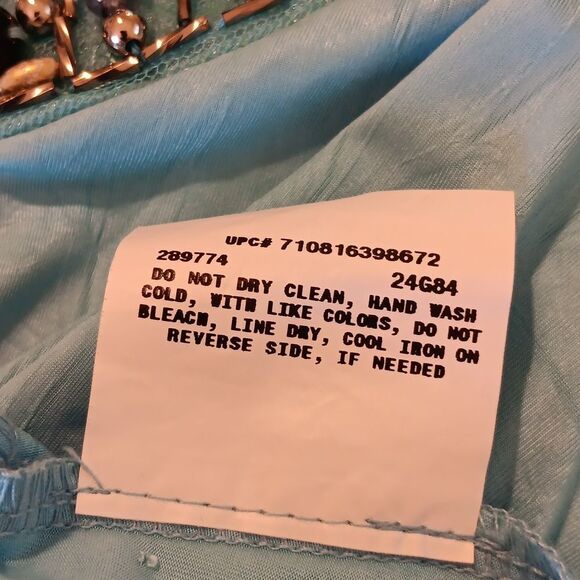 UPC# 710816398672
289774 24G84
DO NOT DRY CLEAN, HAND WASH
COLD, WITH LIKE COLORS, DO NOT
BLEACH, LINE DRY, COOL IRON ON
REVERSE SIDE, IF NEEDED